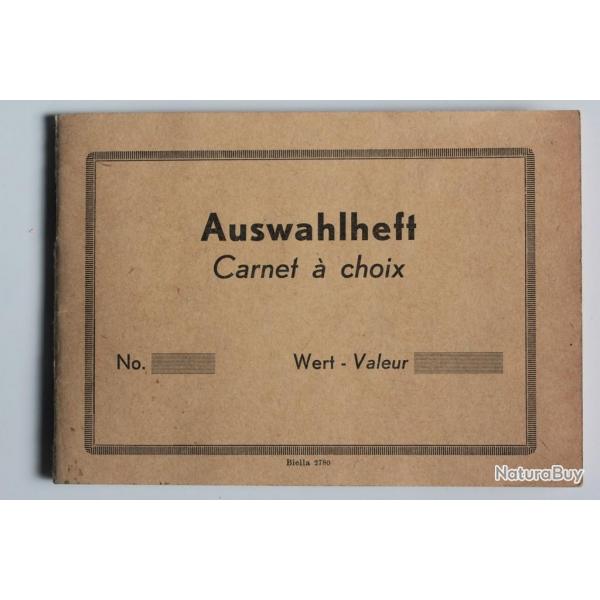 Auswahlheft
Carnet à choix
No. Wert - Valeur
Biella 2780
NaturaBuy